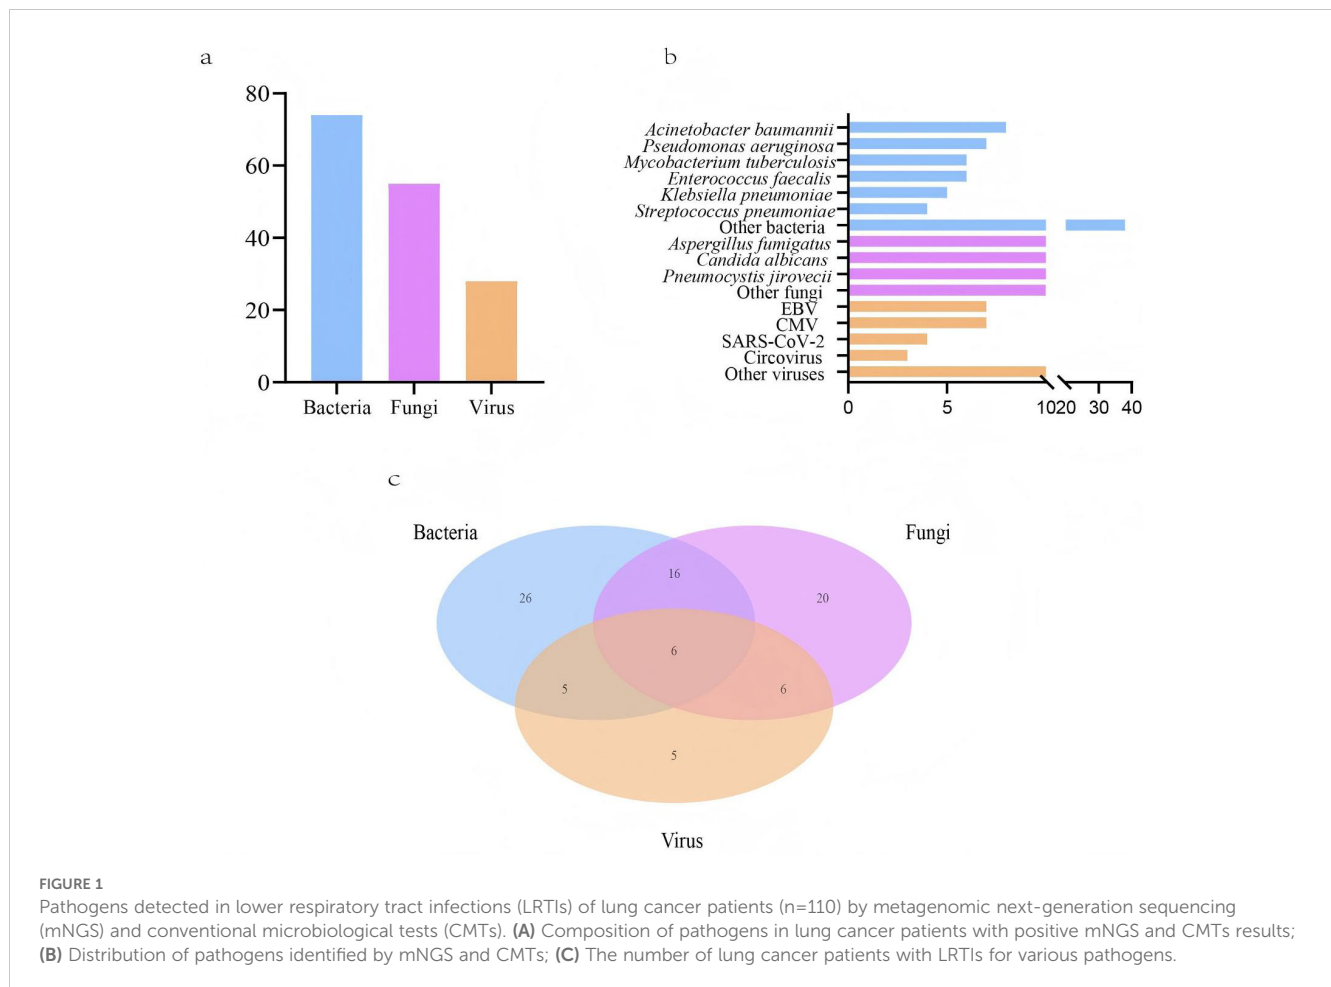 a
80
60
40
20
0
Bacteria Fungi Virus
b
Acinetobacter baumannii
Pseudomonas aeruginosa
Mycobacterium tuberculosis
Enterococcus faecalis
Klebsiella pneumoniae
Streptococcus pneumoniae
Other bacteria
Aspergillus fumigatus
Candida albicans
Pneumocystis jirovecii
Other fungi
EBV
CMV
SARS-CoV-2
Circovirus
Other viruses
0 5 10 20 30 40
c
Bacteria Fungi
16
26 20
6
5 6
5
Virus
FIGURE 1
Pathogens detected in lower respiratory tract infections (LRTIs) of lung cancer patients (n=110) by metagenomic next-generation sequencing
(mNGS) and conventional microbiological tests (CMTs). (A) Composition of pathogens in lung cancer patients with positive mNGS and CMTs results;
(B) Distribution of pathogens identified by mNGS and CMTs; (C) The number of lung cancer patients with LRTIs for various pathogens.